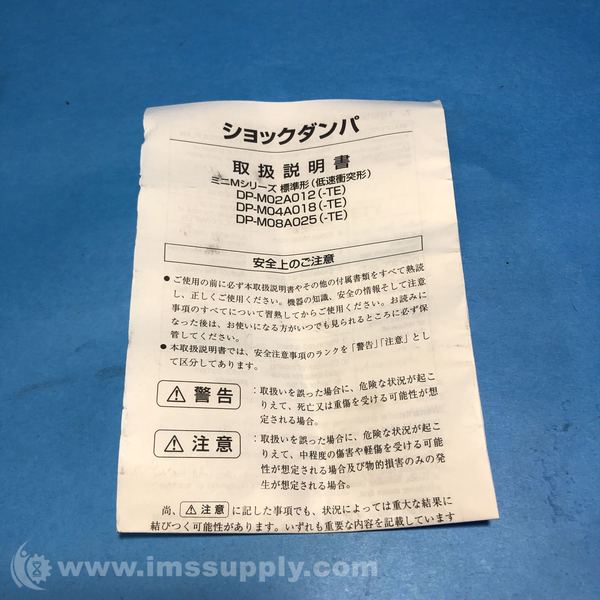 ショックダンパ
取扱説明書
ミニMシリーズ 標準形(低速衝突形)
DP-M02A012(-TE)
DP-M04A018(-TE)
DP-M08A025(-TE)
安全上のご注意
● ご使用の前に必ず本取扱説明書やその他の付属書類をすべて熟読
し、正しくご使用ください。機器の知識、安全の情報そして注意
事項のすべてについて習熟してからご使用ください。お読みに
なった後は、お使いになる方がいつでも見られるところに必ず保
管してください。
● 本取扱説明書では、安全注意事項のランクを「警告」「注意」とし
て区分してあります。
⚠ 警告 :取扱いを誤った場合に、危険な状況が起こ
りえて、死亡又は重傷を受ける可能性が想
定される場合。
⚠ 注意 :取扱いを誤った場合に、危険な状況が起こ
りえて、中程度の傷害や軽傷を受ける可能
性が想定される場合及び物的損害のみの発
生が想定される場合。
尚、⚠ 注意 に記した事項でも、状況によっては重大な結果に
結びつく可能性があります。いずれも重要な内容を記載しています
www.imssupply.com